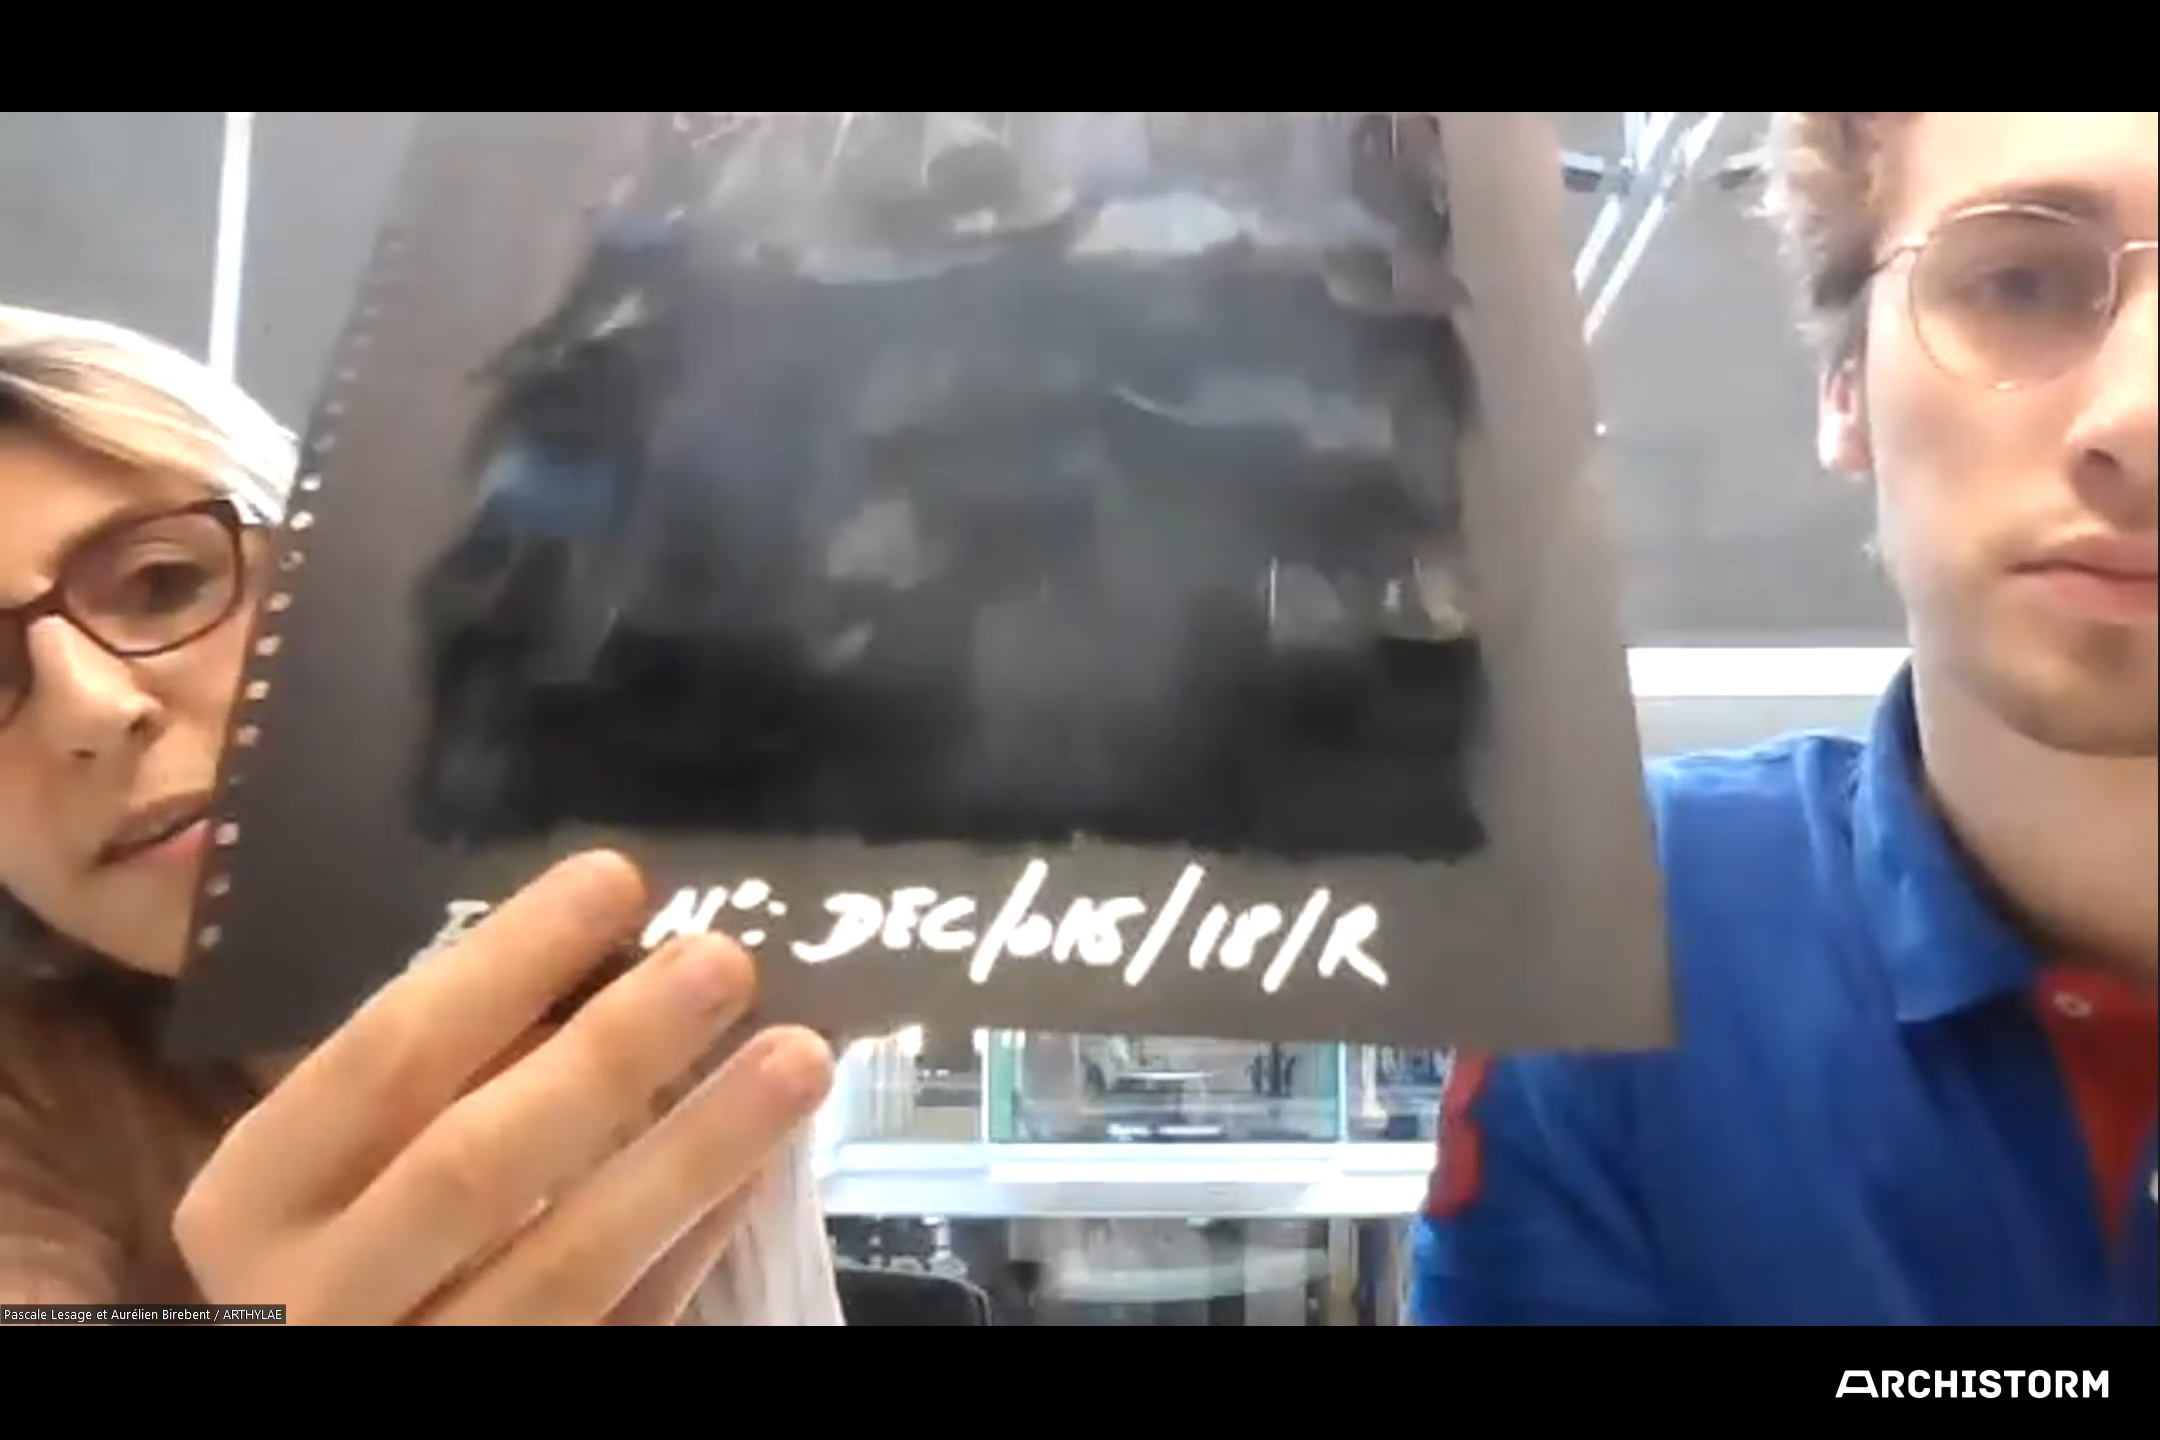 N°: DEC/015/18/R
Pascale Lesage et Aurélien Birebent / ARTHYLAE
ARCHISTORM